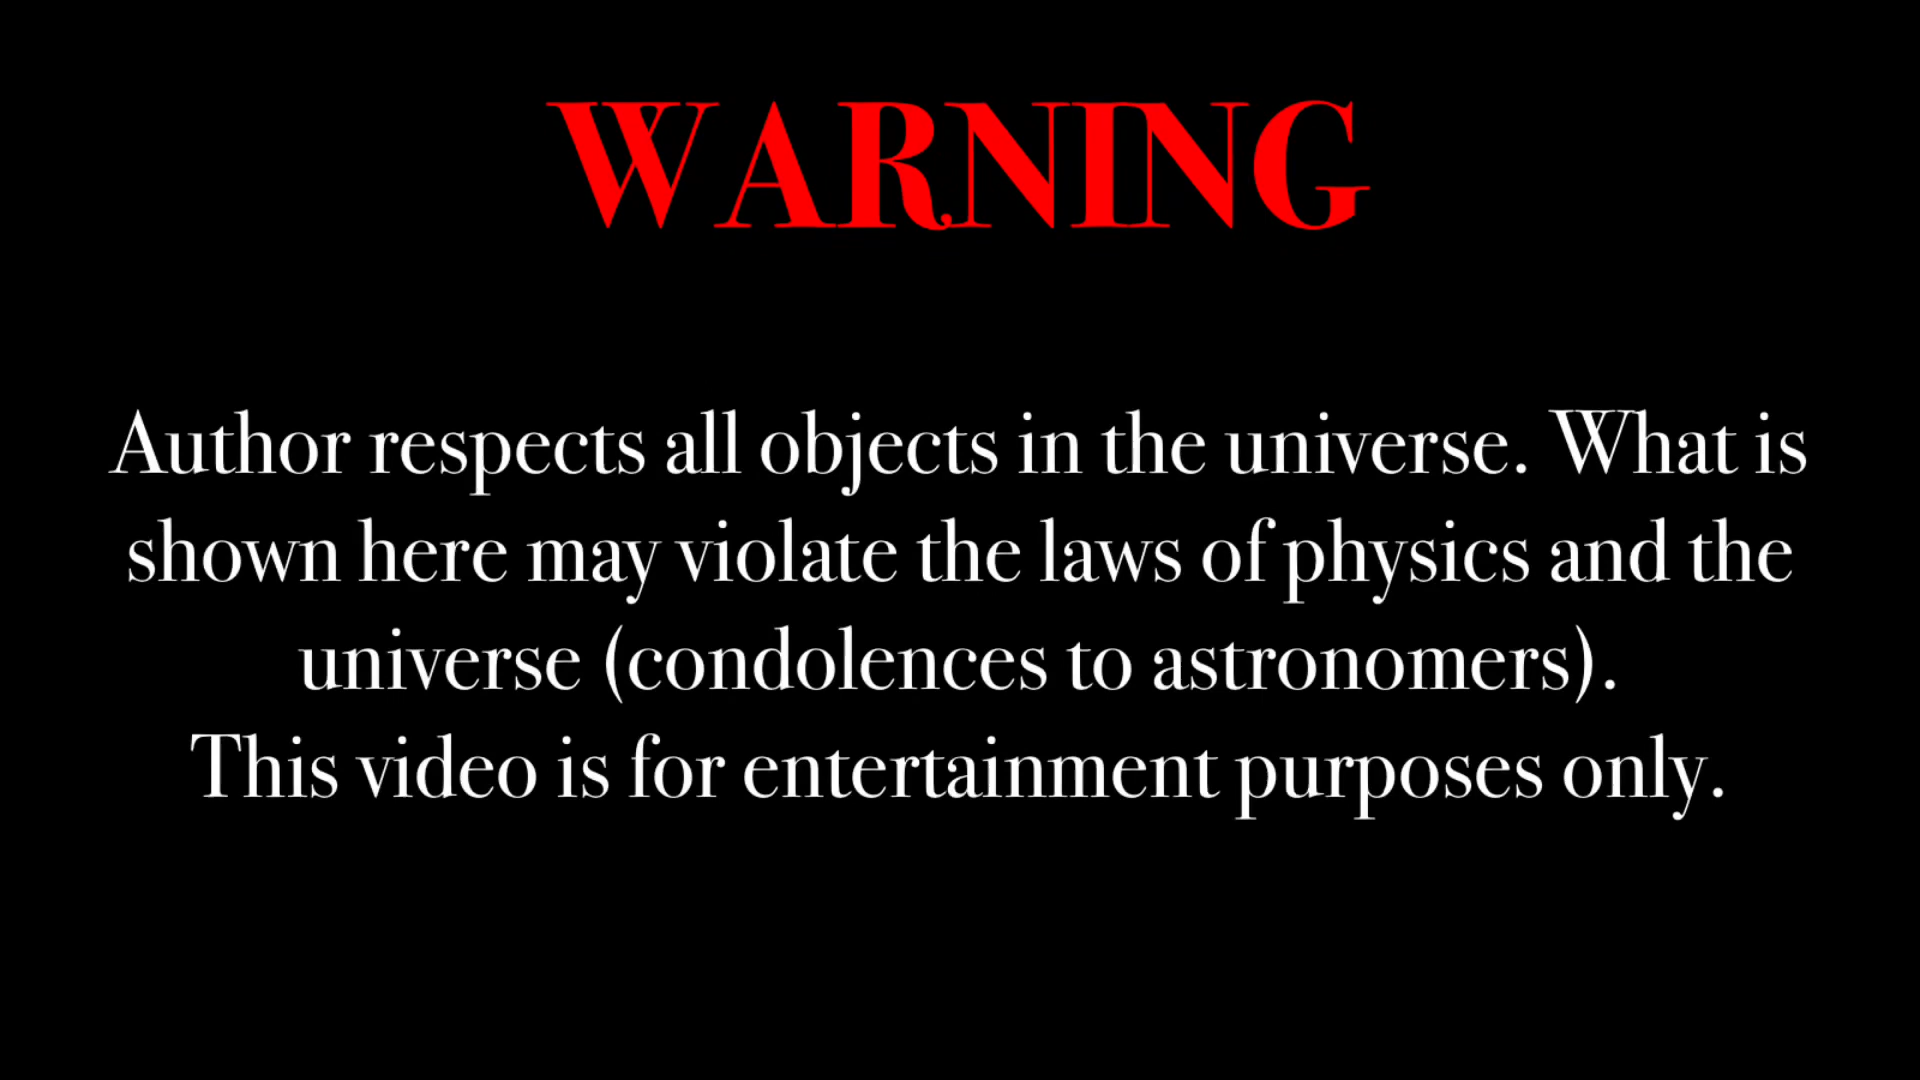 WARNING
Author respects all objects in the universe. What is
shown here may violate the laws of physics and the
universe (condolences to astronomers).
This video is for entertainment purposes only.